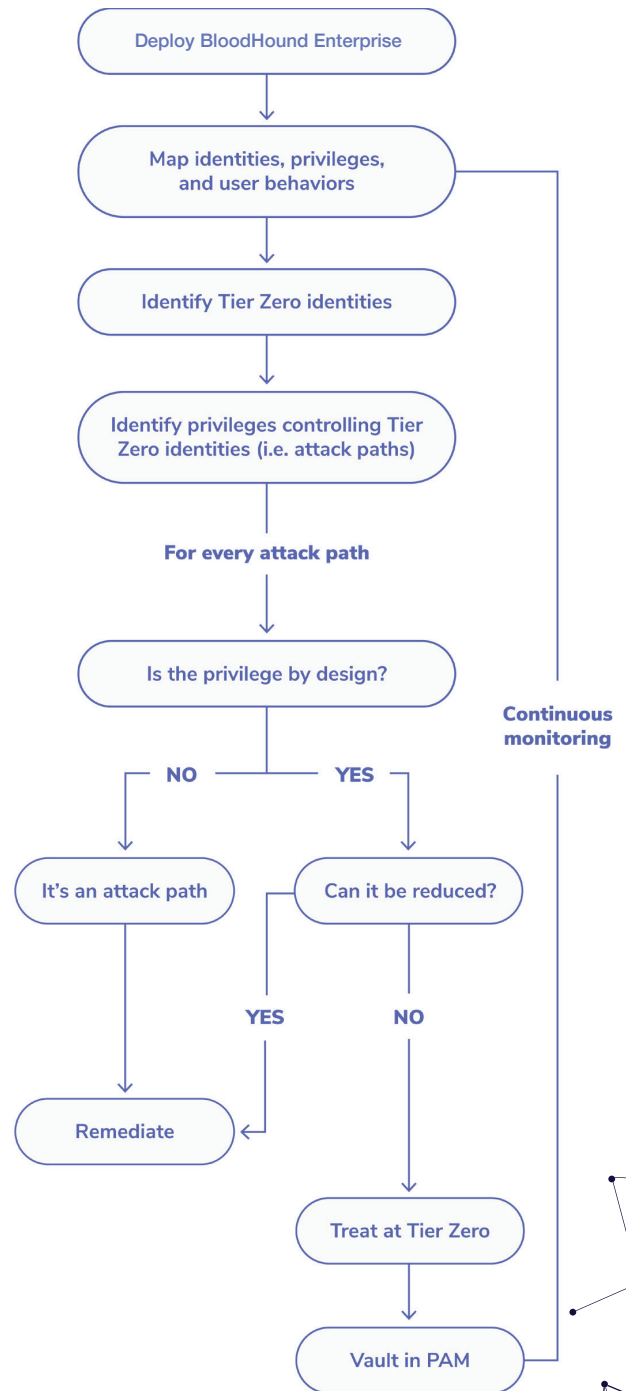 Deploy BloodHound Enterprise
Map identities, privileges,
and user behaviors
Identify Tier Zero identities
Identify privileges controlling Tier
Zero identities (i.e. attack paths)
For every attack path
Is the privilege by design?
Continuous
monitoring
NO
YES
It's an attack path
Can it be reduced?
YES
NO
Remediate
Treat at Tier Zero
Vault in PAM